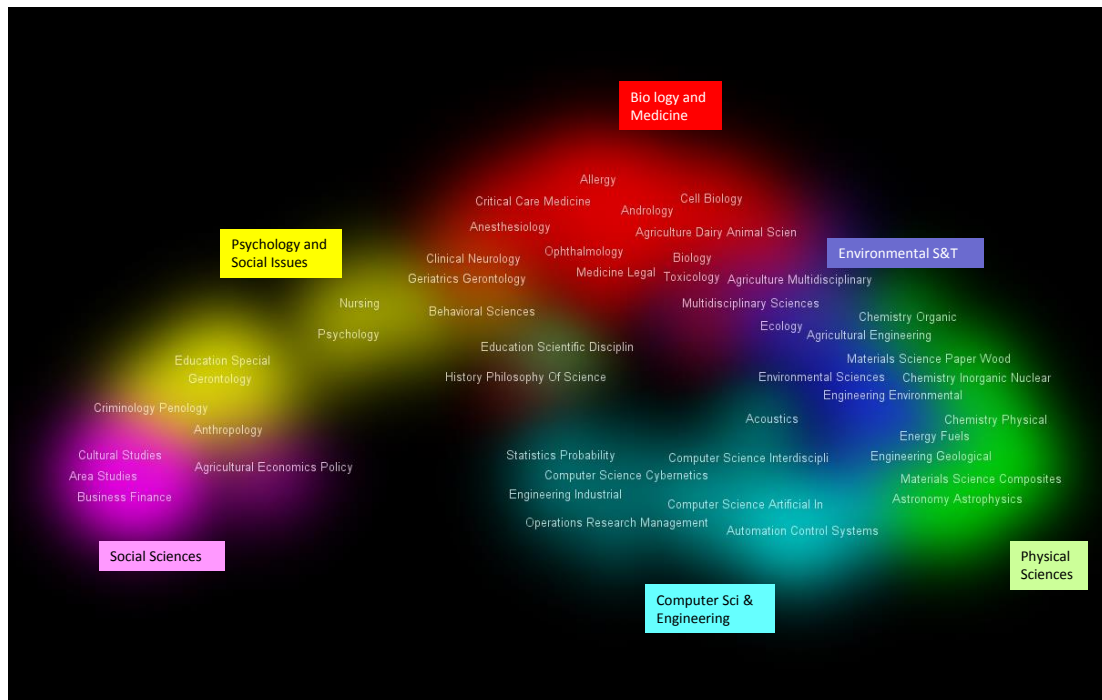 Bio logy and
Medicine
Allergy
Cell Biology
Critical Care Medicine
Andrology
Anesthesiology
Agriculture Dairy Animal Scien
Psychology and
Social Issues
Environmental S&T
Ophthalmology
Clinical Neurology
Biology
Medicine Legal
Toxicology
Geriatrics Gerontology
Agriculture Multidisciplinary
Nursing
Multidisciplinary Sciences
Behavioral Sciences
Chemistry Organic
Ecology
Psychology
Agricultural Engineering
Education Scientific Disciplin
Education Special
Materials Science Paper Wood
Gerontology
History Philosophy Of Science
Environmental Sciences
Chemistry Inorganic Nuclear
Engineering Environmental
Criminology Penology
Acoustics
Chemistry Physical
Anthropology
Energy Fuels
Cultural Studies
Statistics Probability
Computer Science Interdiscipli
Engineering Geological
Agricultural Economics Policy
Area Studies
Computer Science Cybernetics
Materials Science Composites
Business Finance
Engineering Industrial
Astronomy Astrophysics
Computer Science Artificial In
Operations Research Management
Automation Control Systems
Social Sciences
Physical
Sciences
Computer Sci &
Engineering